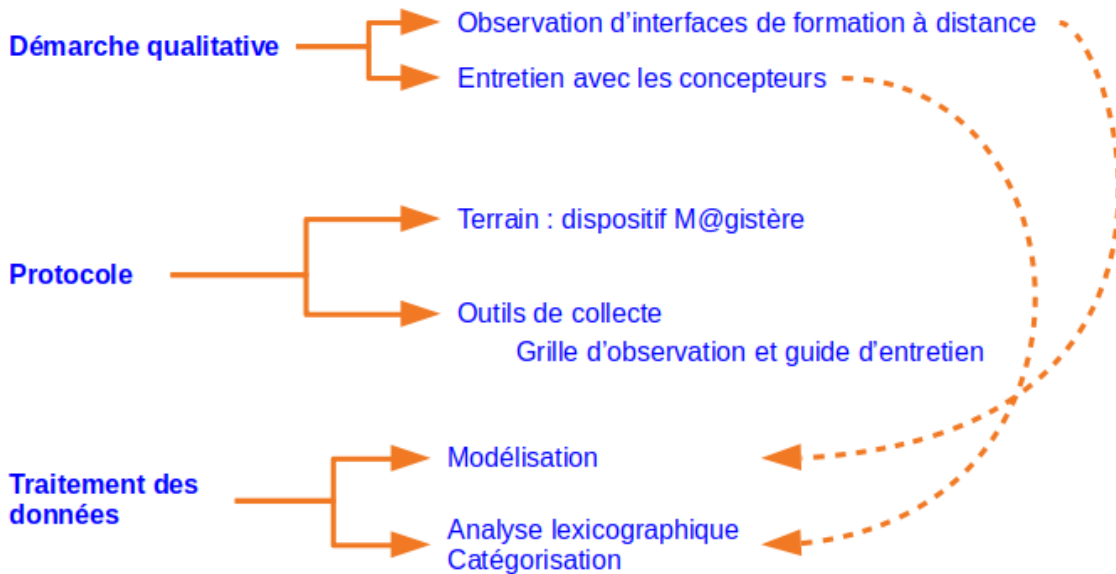 Démarche qualitative
Observation d’interfaces de formation à distance
Entretien avec les concepteurs
Protocole
Terrain : dispositif M@gistère
Outils de collecte
Grille d’observation et guide d’entretien
Traitement des
données
Modélisation
Analyse lexicographique
Catégorisation